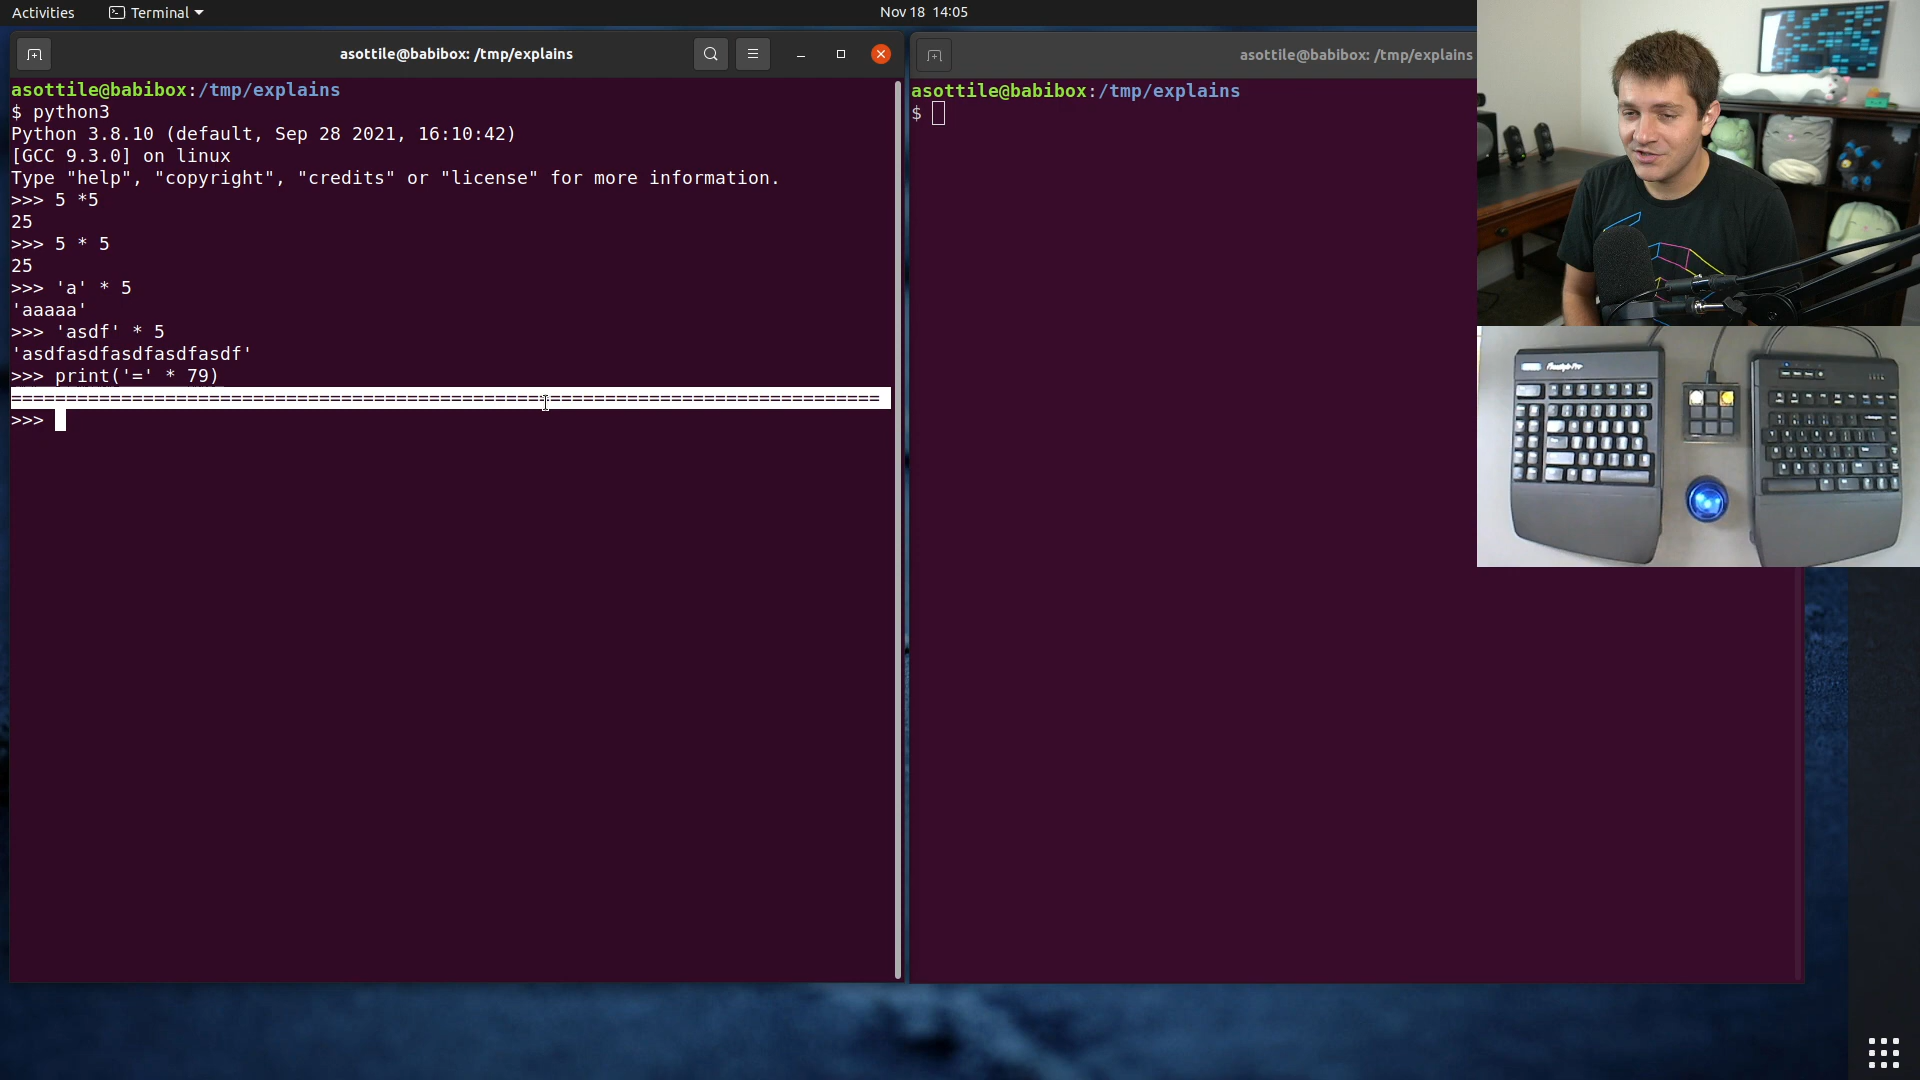 Activities
Terminal
Nov 18 14:05
asottile@babibox: /tmp/explains
asottile@babibox:/tmp/explains
$ python3
Python 3.8.10 (default, Sep 28 2021, 16:10:42)
[GCC 9.3.0] on linux
Type "help", "copyright", "credits" or "license" for more information.
>>> 5 *5
25
>>> 5 * 5
25
>>> 'a' * 5
'aaaaa'
>>> 'asdf' * 5
'asdfasdfasdfasdfasdf'
>>> print('=' * 79)
===============================================================================
>>>
asottile@babibox: /tmp/explains
asottile@babibox:/tmp/explains
$